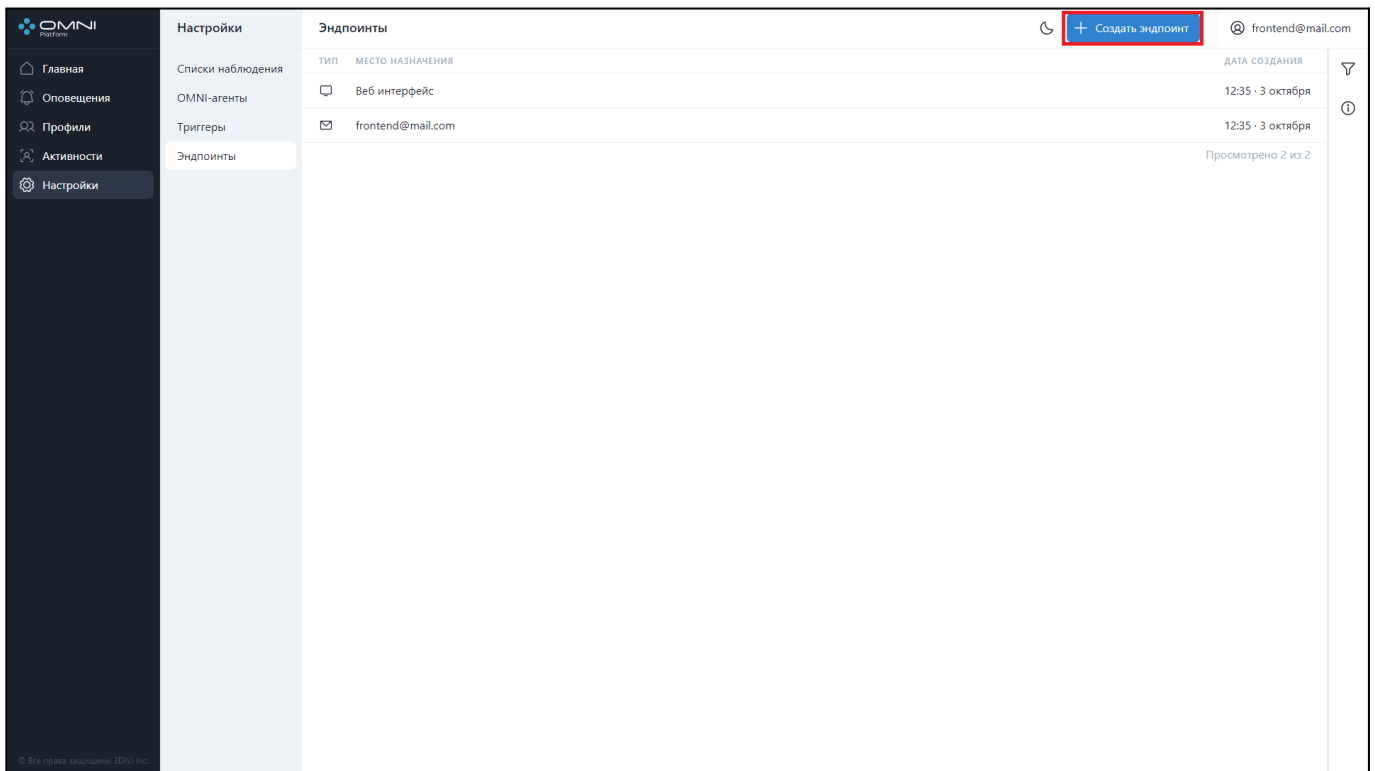 OMNI
Platform
Главная
Оповещения
Профили
Активности
Настройки
© Все права защищены 3DiVi Inc.
Настройки
Списки наблюдения
OMNI-агенты
Триггеры
Эндпоинты
Эндпоинты
Создать эндпоинт
frontend@mail.com
ТИП МЕСТО НАЗНАЧЕНИЯ ДАТА СОЗДАНИЯ
Веб интерфейс 12:35 · 3 октября
frontend@mail.com 12:35 · 3 октября
Просмотрено 2 из 2